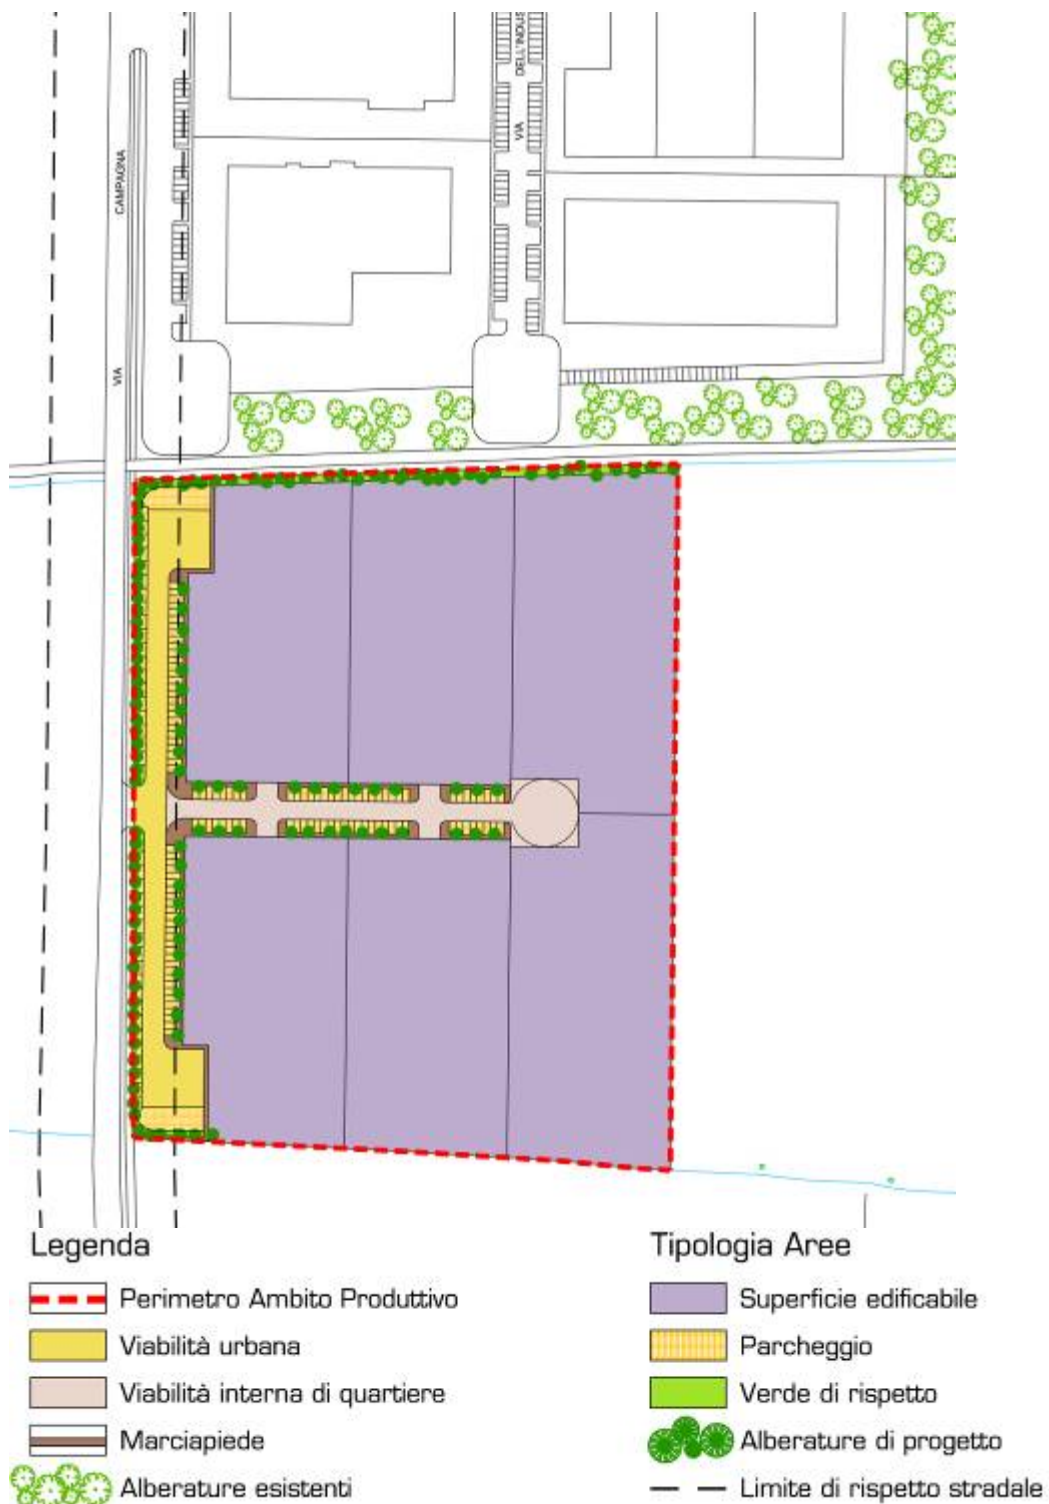 VIA DELL'INDUS
VIA CAMPAGNA
Legenda
Perimetro Ambito Produttivo
Viabilità urbana
Viabilità interna di quartiere
Marciapiede
Alberature esistenti
Tipologia Aree
Superficie edificabile
Parcheggio
Verde di rispetto
Alberature di progetto
Limite di rispetto stradale